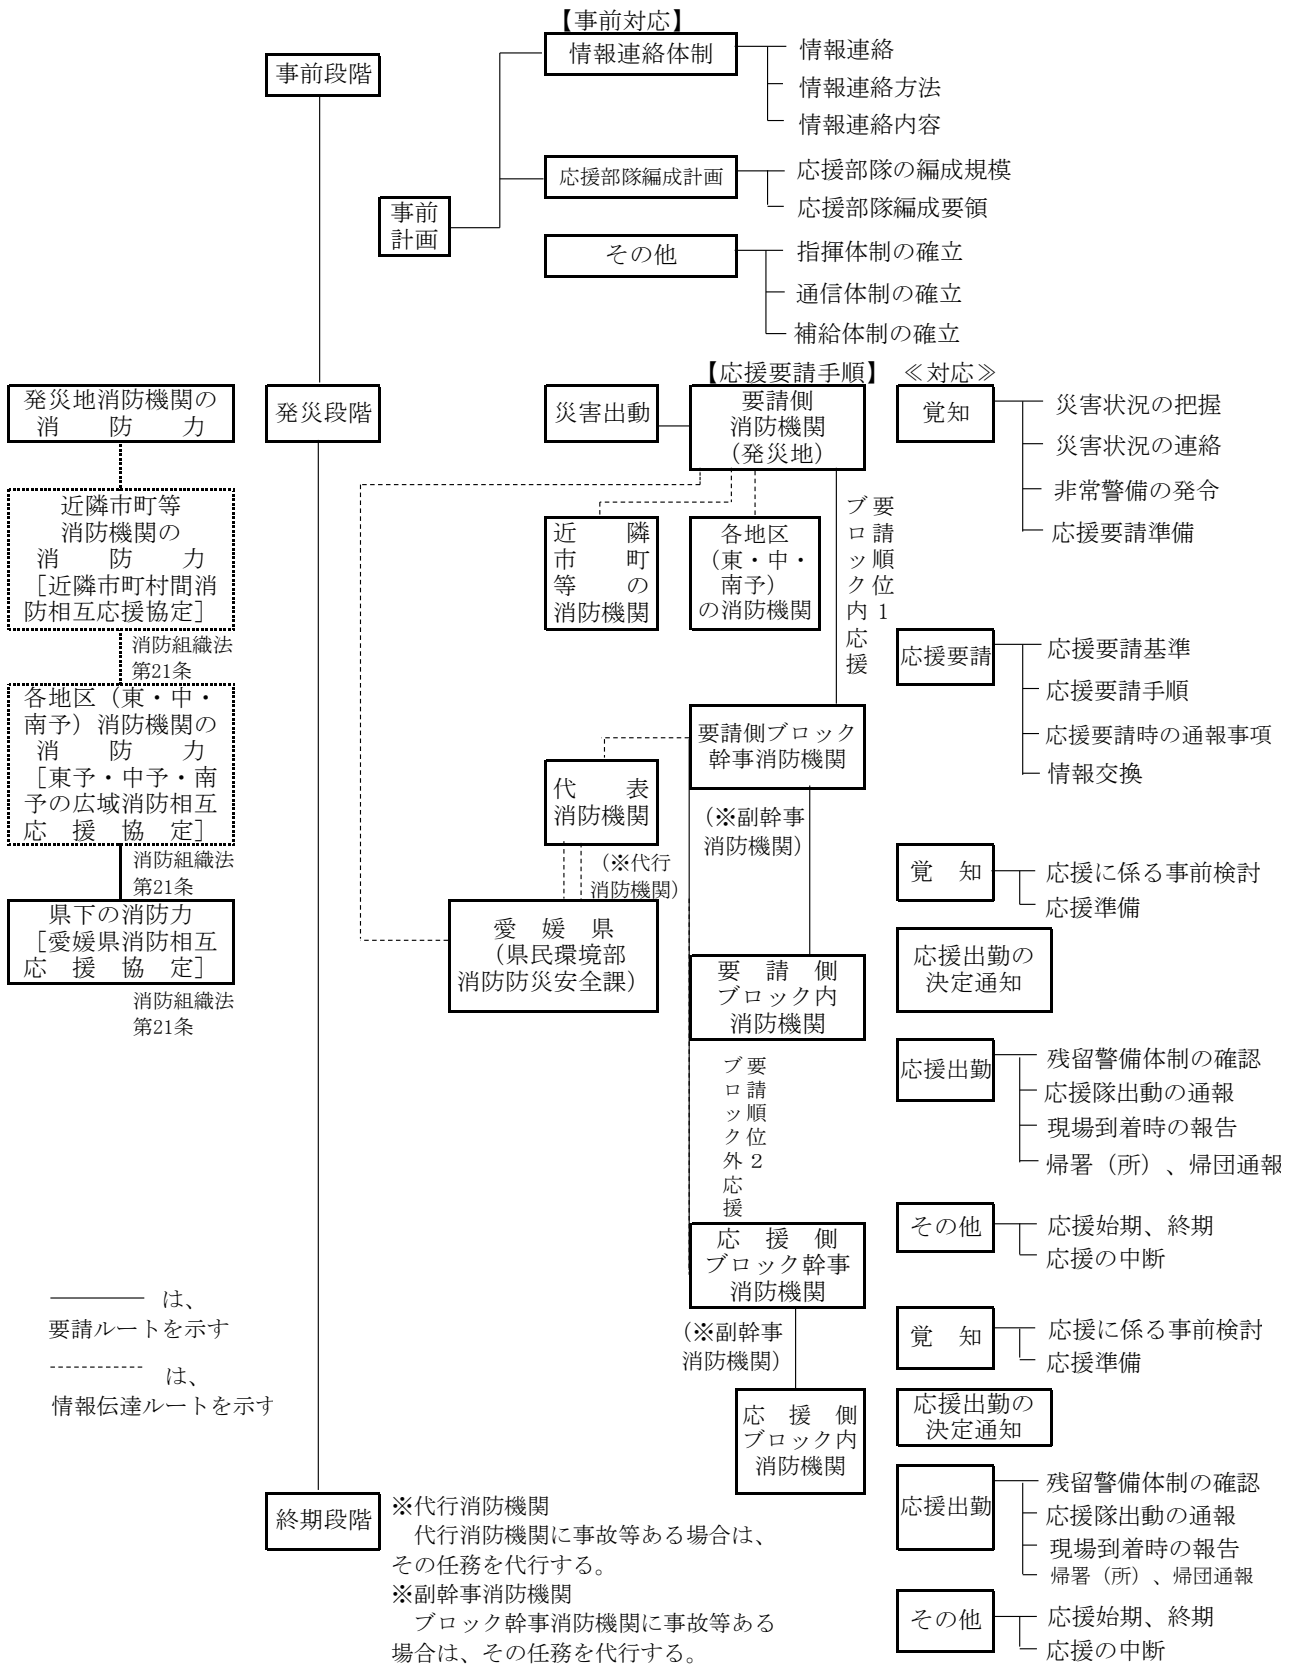 【事前対応】
事前段階
情報連絡体制
情報連絡
情報連絡方法
情報連絡内容
応援部隊編成計画
応援部隊の編成規模
応援部隊編成要領
事前
計画
その他
指揮体制の確立
通信体制の確立
補給体制の確立
発災地消防機関の
消　防　力
近隣市町等
消防機関の
消　防　力
［近隣市町村間消
防相互応援協定］
消防組織法
第21条
各地区（東・中・
南予）消防機関の
消　防　力
［東予・中予・南
予の広域消防相互
応　援　協　定］
消防組織法
第21条
県下の消防力
［愛媛県消防相互
応　援　協　定］
消防組織法
第21条
発災段階
【応援要請手順】
災害出動
要請側
消防機関
（発災地）
近　隣
市　町
等　の
消防機関
各地区
（東・中・
南予）
の消防機関
要請順位１
ブロック内応援
要請側ブロック
幹事消防機関
代　表
消防機関
（※副幹事
消防機関）
（※代行
消防機関）
愛　媛　県
（県民環境部
消防防災安全課）
要　請　側
ブロック内
消防機関
要請順位２
ブロック外応援
応　援　側
ブロック幹事
消防機関
（※副幹事
消防機関）
応　援　側
ブロック内
消防機関
≪対応≫
覚知
災害状況の把握
災害状況の連絡
非常警備の発令
応援要請準備
応援要請
応援要請基準
応援要請手順
応援要請時の通報事項
情報交換
覚　知
応援に係る事前検討
応援準備
応援出勤の
決定通知
応援出勤
残留警備体制の確認
応援隊出動の通報
現場到着時の報告
帰署（所）、帰団通報
その他
応援始期、終期
応援の中断
覚　知
応援に係る事前検討
応援準備
応援出勤の
決定通知
応援出勤
残留警備体制の確認
応援隊出動の通報
現場到着時の報告
帰署（所）、帰団通報
その他
応援始期、終期
応援の中断
は、
要請ルートを示す
は、
情報伝達ルートを示す
終期段階
※代行消防機関
代行消防機関に事故等ある場合は、
その任務を代行する。
※副幹事消防機関
ブロック幹事消防機関に事故等ある
場合は、その任務を代行する。